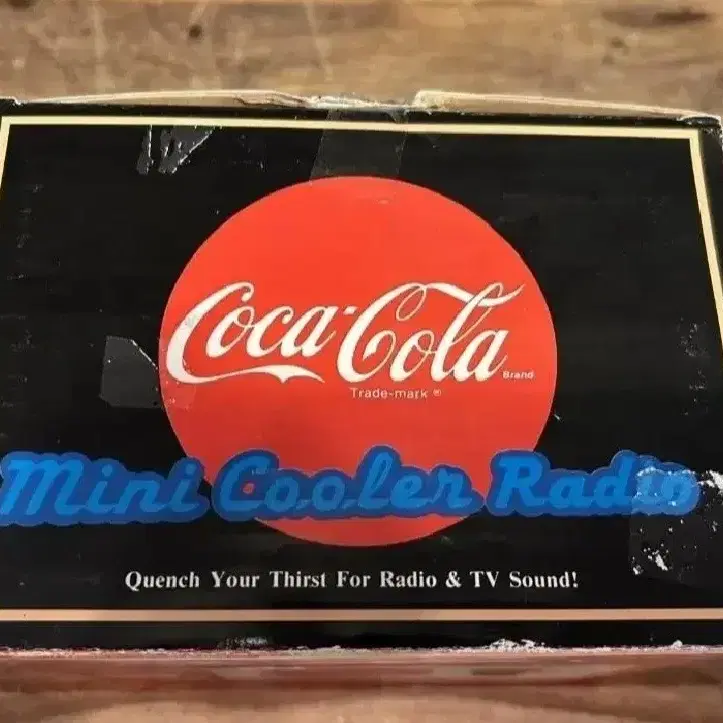 Coca-Cola
Brand
Trade-mark ®
Mini Cooler Radio
Quench Your Thirst For Radio & TV Sound!